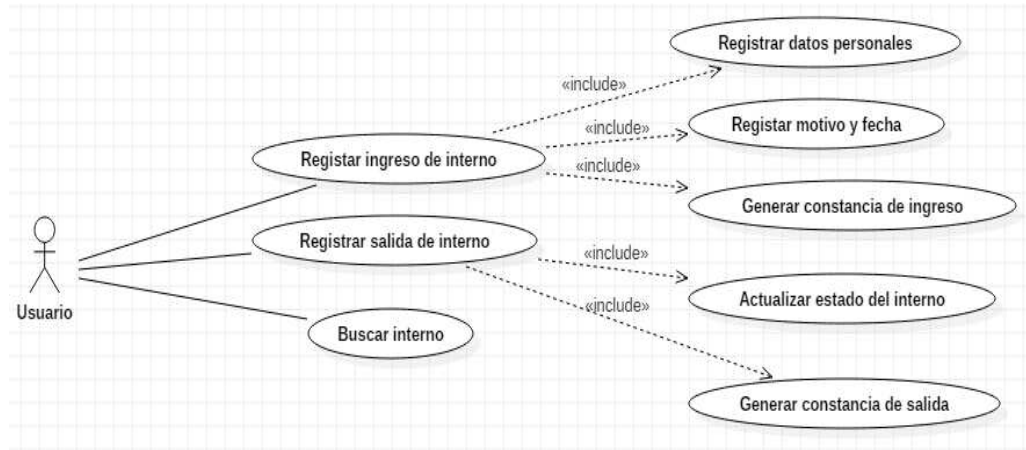 Registrar datos personales
«include»
Registar motivo y fecha
«include»
Registar ingreso de interno
«include»
Generar constancia de ingreso
Registrar salida de interno
«include»
Actualizar estado del interno
«include»
Usuario
Buscar interno
Generar constancia de salida